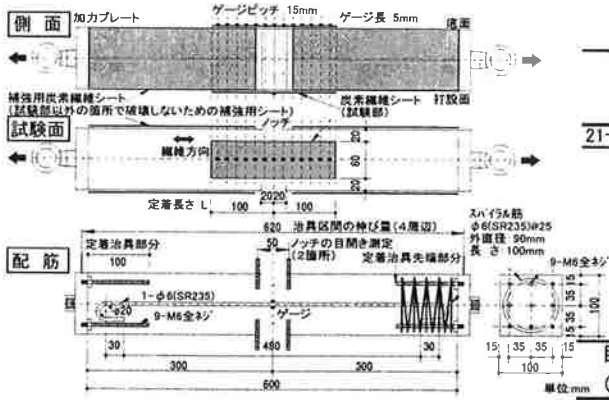 側面
加力プレート
ゲージピッチ 15mm
ゲージ長 5mm
底面
打設面
補強用炭素繊維シート
(試験部以外の箇所で破壊しないための補強用シート)
炭素繊維シート
(試験部)
試験面
ノッチ
繊維方向
20
60
20
21-
定着長さ L
2020
100
100
620
治具区間の伸び量(4周辺)
スパイラル筋
φ6(SR235)@25
外直径:90mm
長さ:100mm
配筋
定着治具部分
50
ノッチの目開き測定
(2箇所)
定着治具先端部分
100
9-M6全ネジ
1-φ6(SR235)
φ20
ゲージ
9-M6全ネジ
15
35
35
15
100
30
480
30
15
35
35
15
300
300
100
600
単位:mm